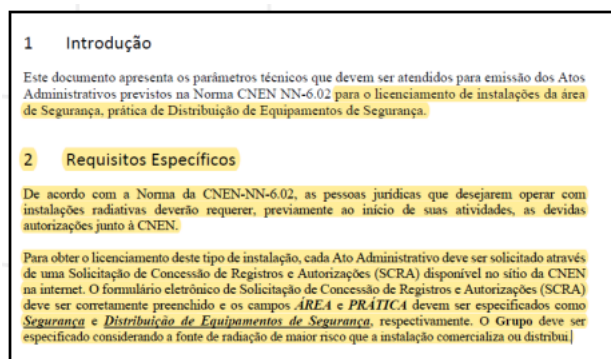 1 Introdução
Este documento apresenta os parâmetros técnicos que devem ser atendidos para emissão dos Atos
Administrativos previstos na Norma CNEN NN-6.02 para o licenciamento de instalações da área
de Segurança, prática de Distribuição de Equipamentos de Segurança.
2 Requisitos Específicos
De acordo com a Norma da CNEN-NN-6.02, as pessoas jurídicas que desejarem operar com
instalações radiativas deverão requerer, previamente ao início de suas atividades, as devidas
autorizações junto à CNEN.
Para obter o licenciamento deste tipo de instalação, cada Ato Administrativo deve ser solicitado através
de uma Solicitação de Concessão de Registros e Autorizações (SCRA) disponível no sítio da CNEN
na internet. O formulário eletrônico de Solicitação de Concessão de Registros e Autorizações (SCRA)
deve ser corretamente preenchido e os campos ÁREA e PRÁTICA devem ser especificados como
Segurança e Distribuição de Equipamentos de Segurança, respectivamente. O Grupo deve ser
especificado considerando a fonte de radiação de maior risco que a instalação comercializa ou distribui.